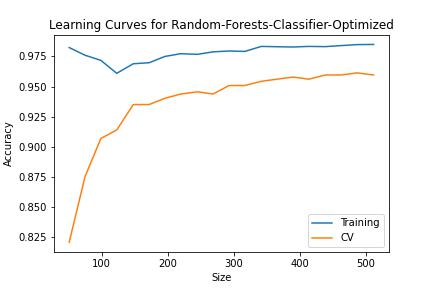 Learning Curves for Random-Forests-Classifier-Optimized
0.975
0.950
0.925
0.900
0.875
0.850
0.825
Accuracy
100
200
300
400
500
Size
Training
CV